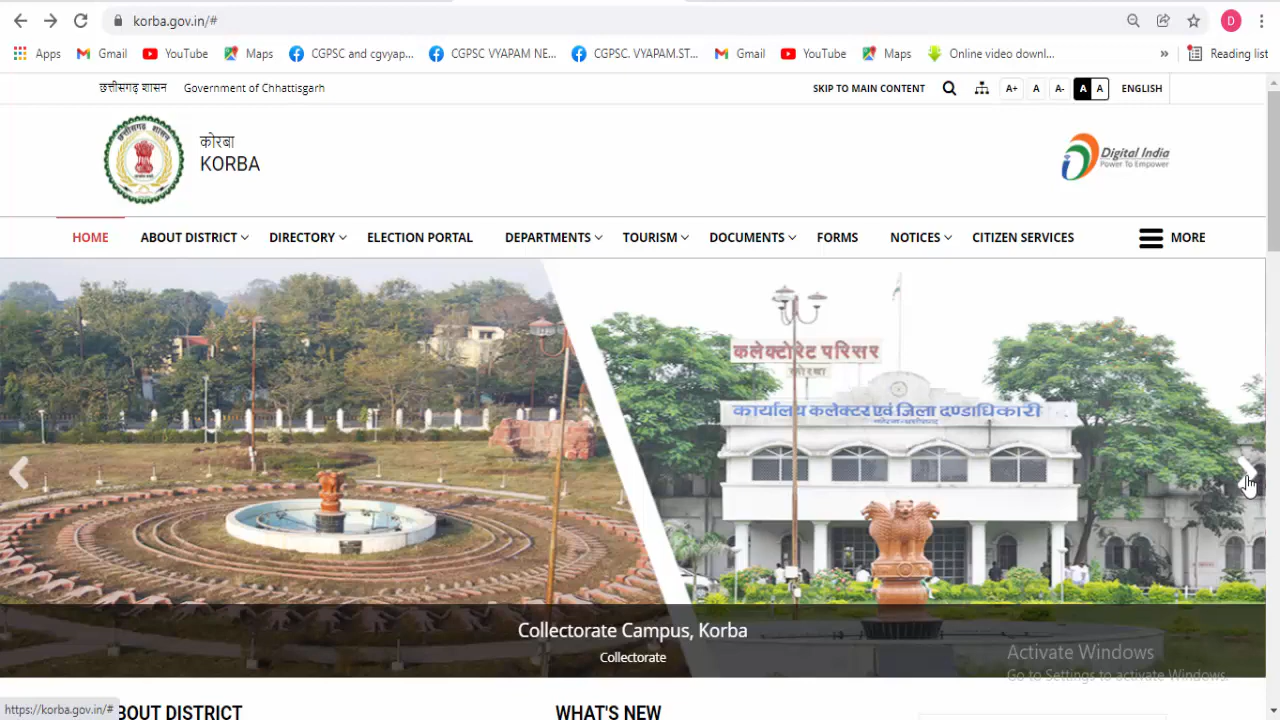 korba.gov.in/#
D
Apps Gmail YouTube Maps CGPSC and cgvyap... CGPSC VYAPAM NE... CGPSC. VYAPAM.ST... Gmail YouTube Maps Online video downl... » Reading list
छत्तीसगढ़ शासन Government of Chhattisgarh SKIP TO MAIN CONTENT A+ A A- A A ENGLISH
कोरबा
KORBA
Digital India
Power To Empower
HOME ABOUT DISTRICT DIRECTORY ELECTION PORTAL DEPARTMENTS TOURISM DOCUMENTS FORMS NOTICES CITIZEN SERVICES MORE
कलेक्टोरेट परिसर
कोरबा
कार्यालय कलेक्टर एवं जिला दण्डाधिकारी
Collectorate Campus, Korba
Collectorate
Activate Windows
Go to Settings to activate Windows.
https://korba.gov.in/#
BOUT DISTRICT WHAT'S NEW